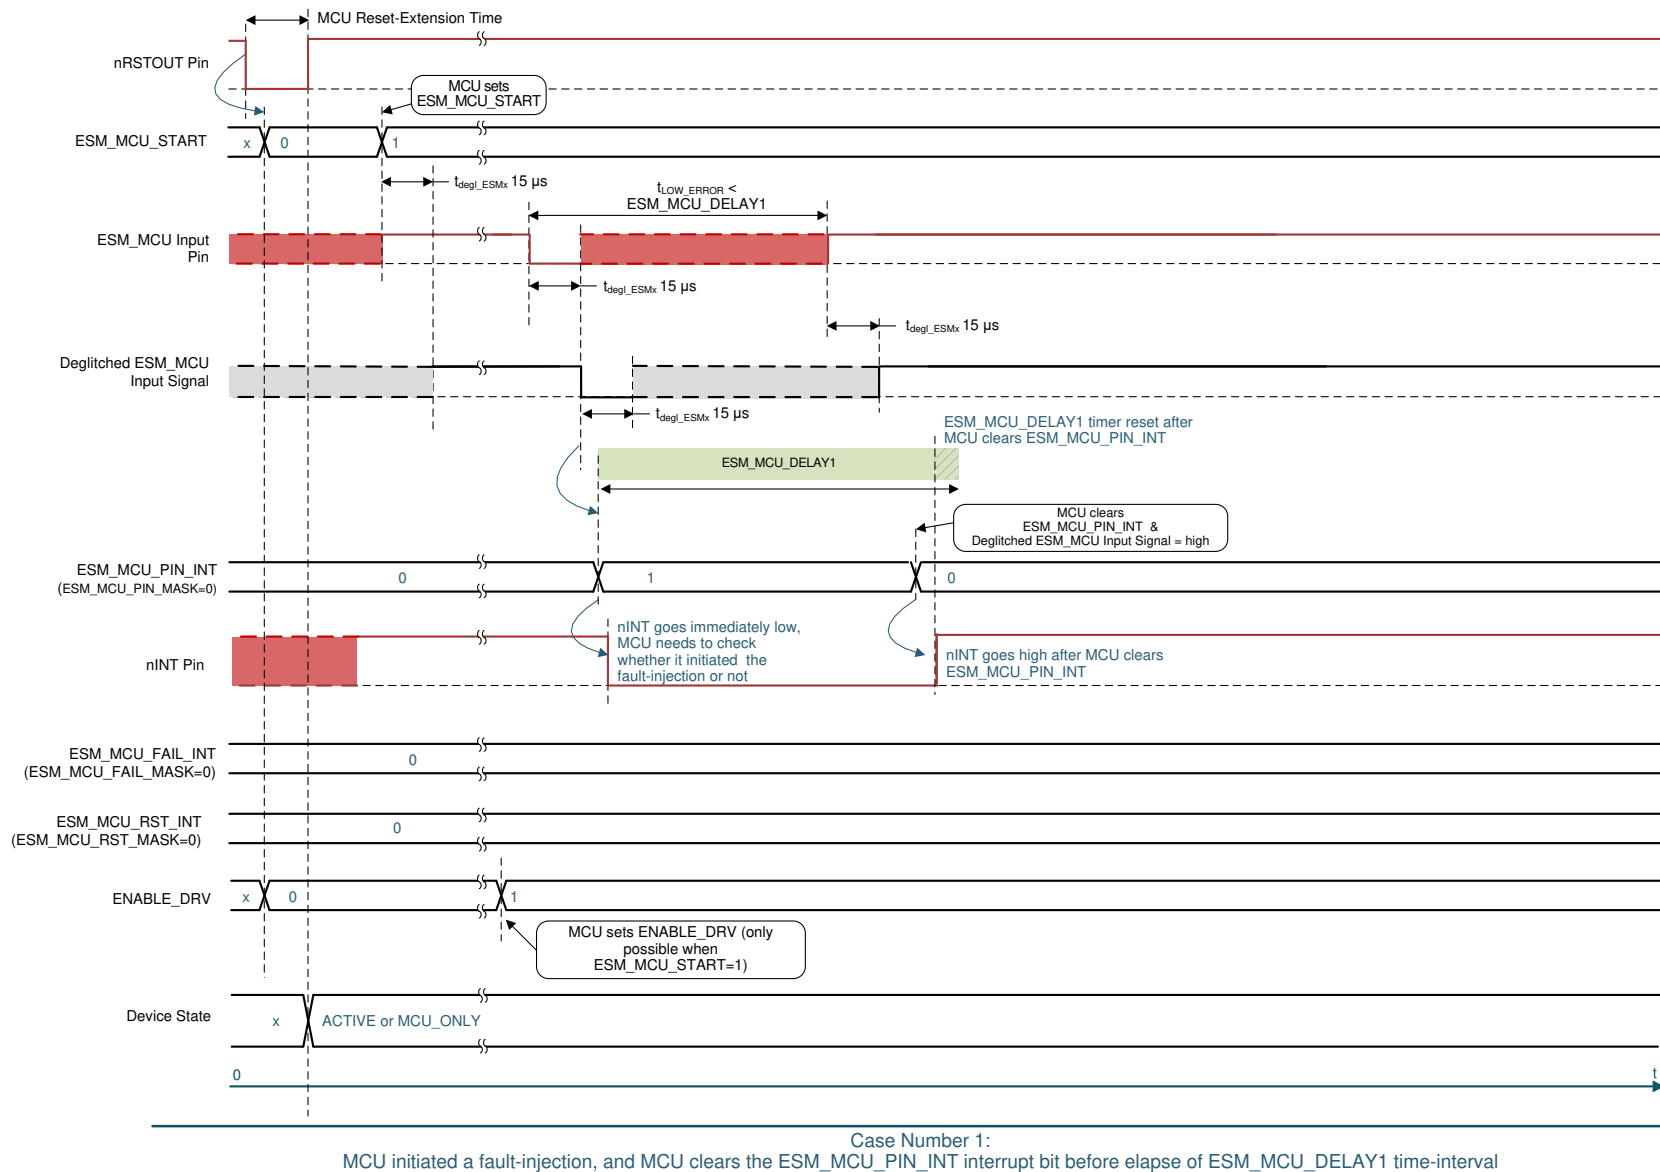 MCU Reset-Extension Time
nRSTOUT Pin
MCU sets
ESM_MCU_START
ESM_MCU_START
x
0
1
tdegl_ESMx 15 µs
tLOW_ERROR <
ESM_MCU_DELAY1
ESM_MCU Input
Pin
tdegl_ESMx 15 µs
tdegl_ESMx 15 µs
Deglitched ESM_MCU
Input Signal
tdegl_ESMx 15 µs
ESM_MCU_DELAY1 timer reset after
MCU clears ESM_MCU_PIN_INT
ESM_MCU_DELAY1
MCU clears
ESM_MCU_PIN_INT &
Deglitched ESM_MCU Input Signal = high
ESM_MCU_PIN_INT
(ESM_MCU_PIN_MASK=0)
0
1
0
nINT Pin
nINT goes immediately low,
MCU needs to check
whether it initiated the
fault-injection or not
nINT goes high after MCU clears
ESM_MCU_PIN_INT
ESM_MCU_FAIL_INT
(ESM_MCU_FAIL_MASK=0)
0
ESM_MCU_RST_INT
(ESM_MCU_RST_MASK=0)
0
ENABLE_DRV
x
0
1
MCU sets ENABLE_DRV (only
possible when
ESM_MCU_START=1)
Device State
x
ACTIVE or MCU_ONLY
0
t
Case Number 1:
MCU initiated a fault-injection, and MCU clears the ESM_MCU_PIN_INT interrupt bit before elapse of ESM_MCU_DELAY1 time-interval